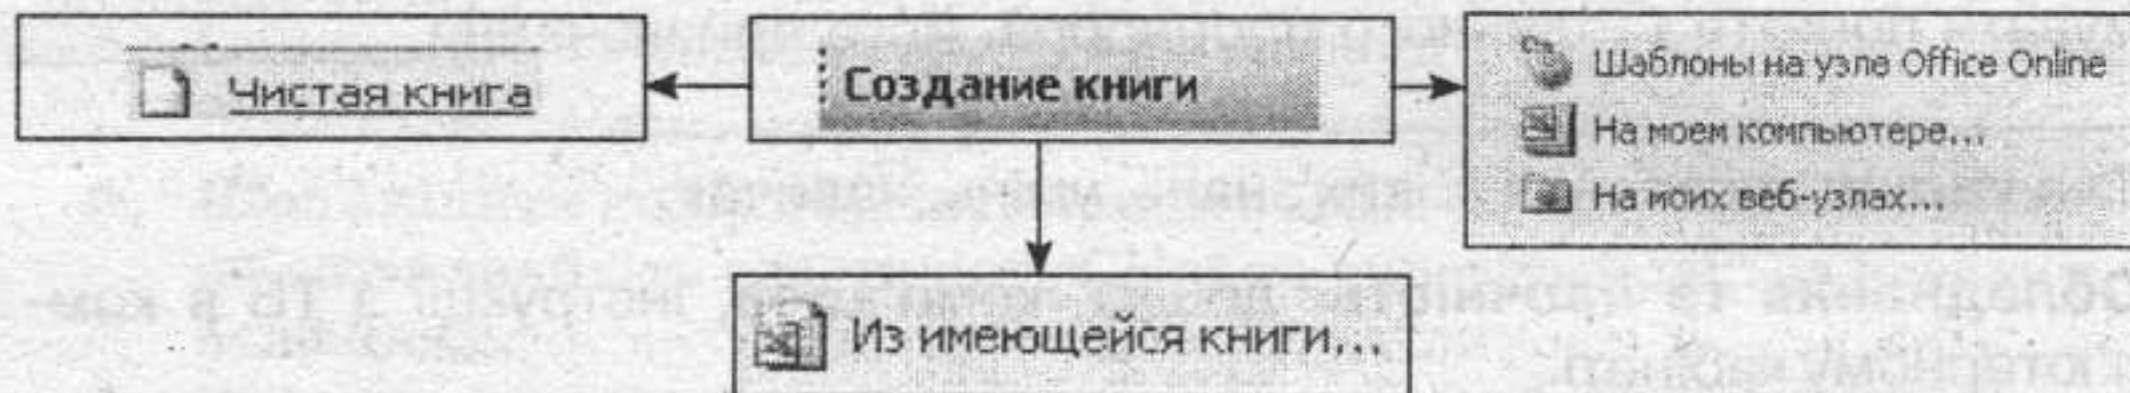 Чистая книга
Создание книги
Шаблоны на узле Office Online
На моем компьютере...
На моих веб-узлах...
Из имеющейся книги...